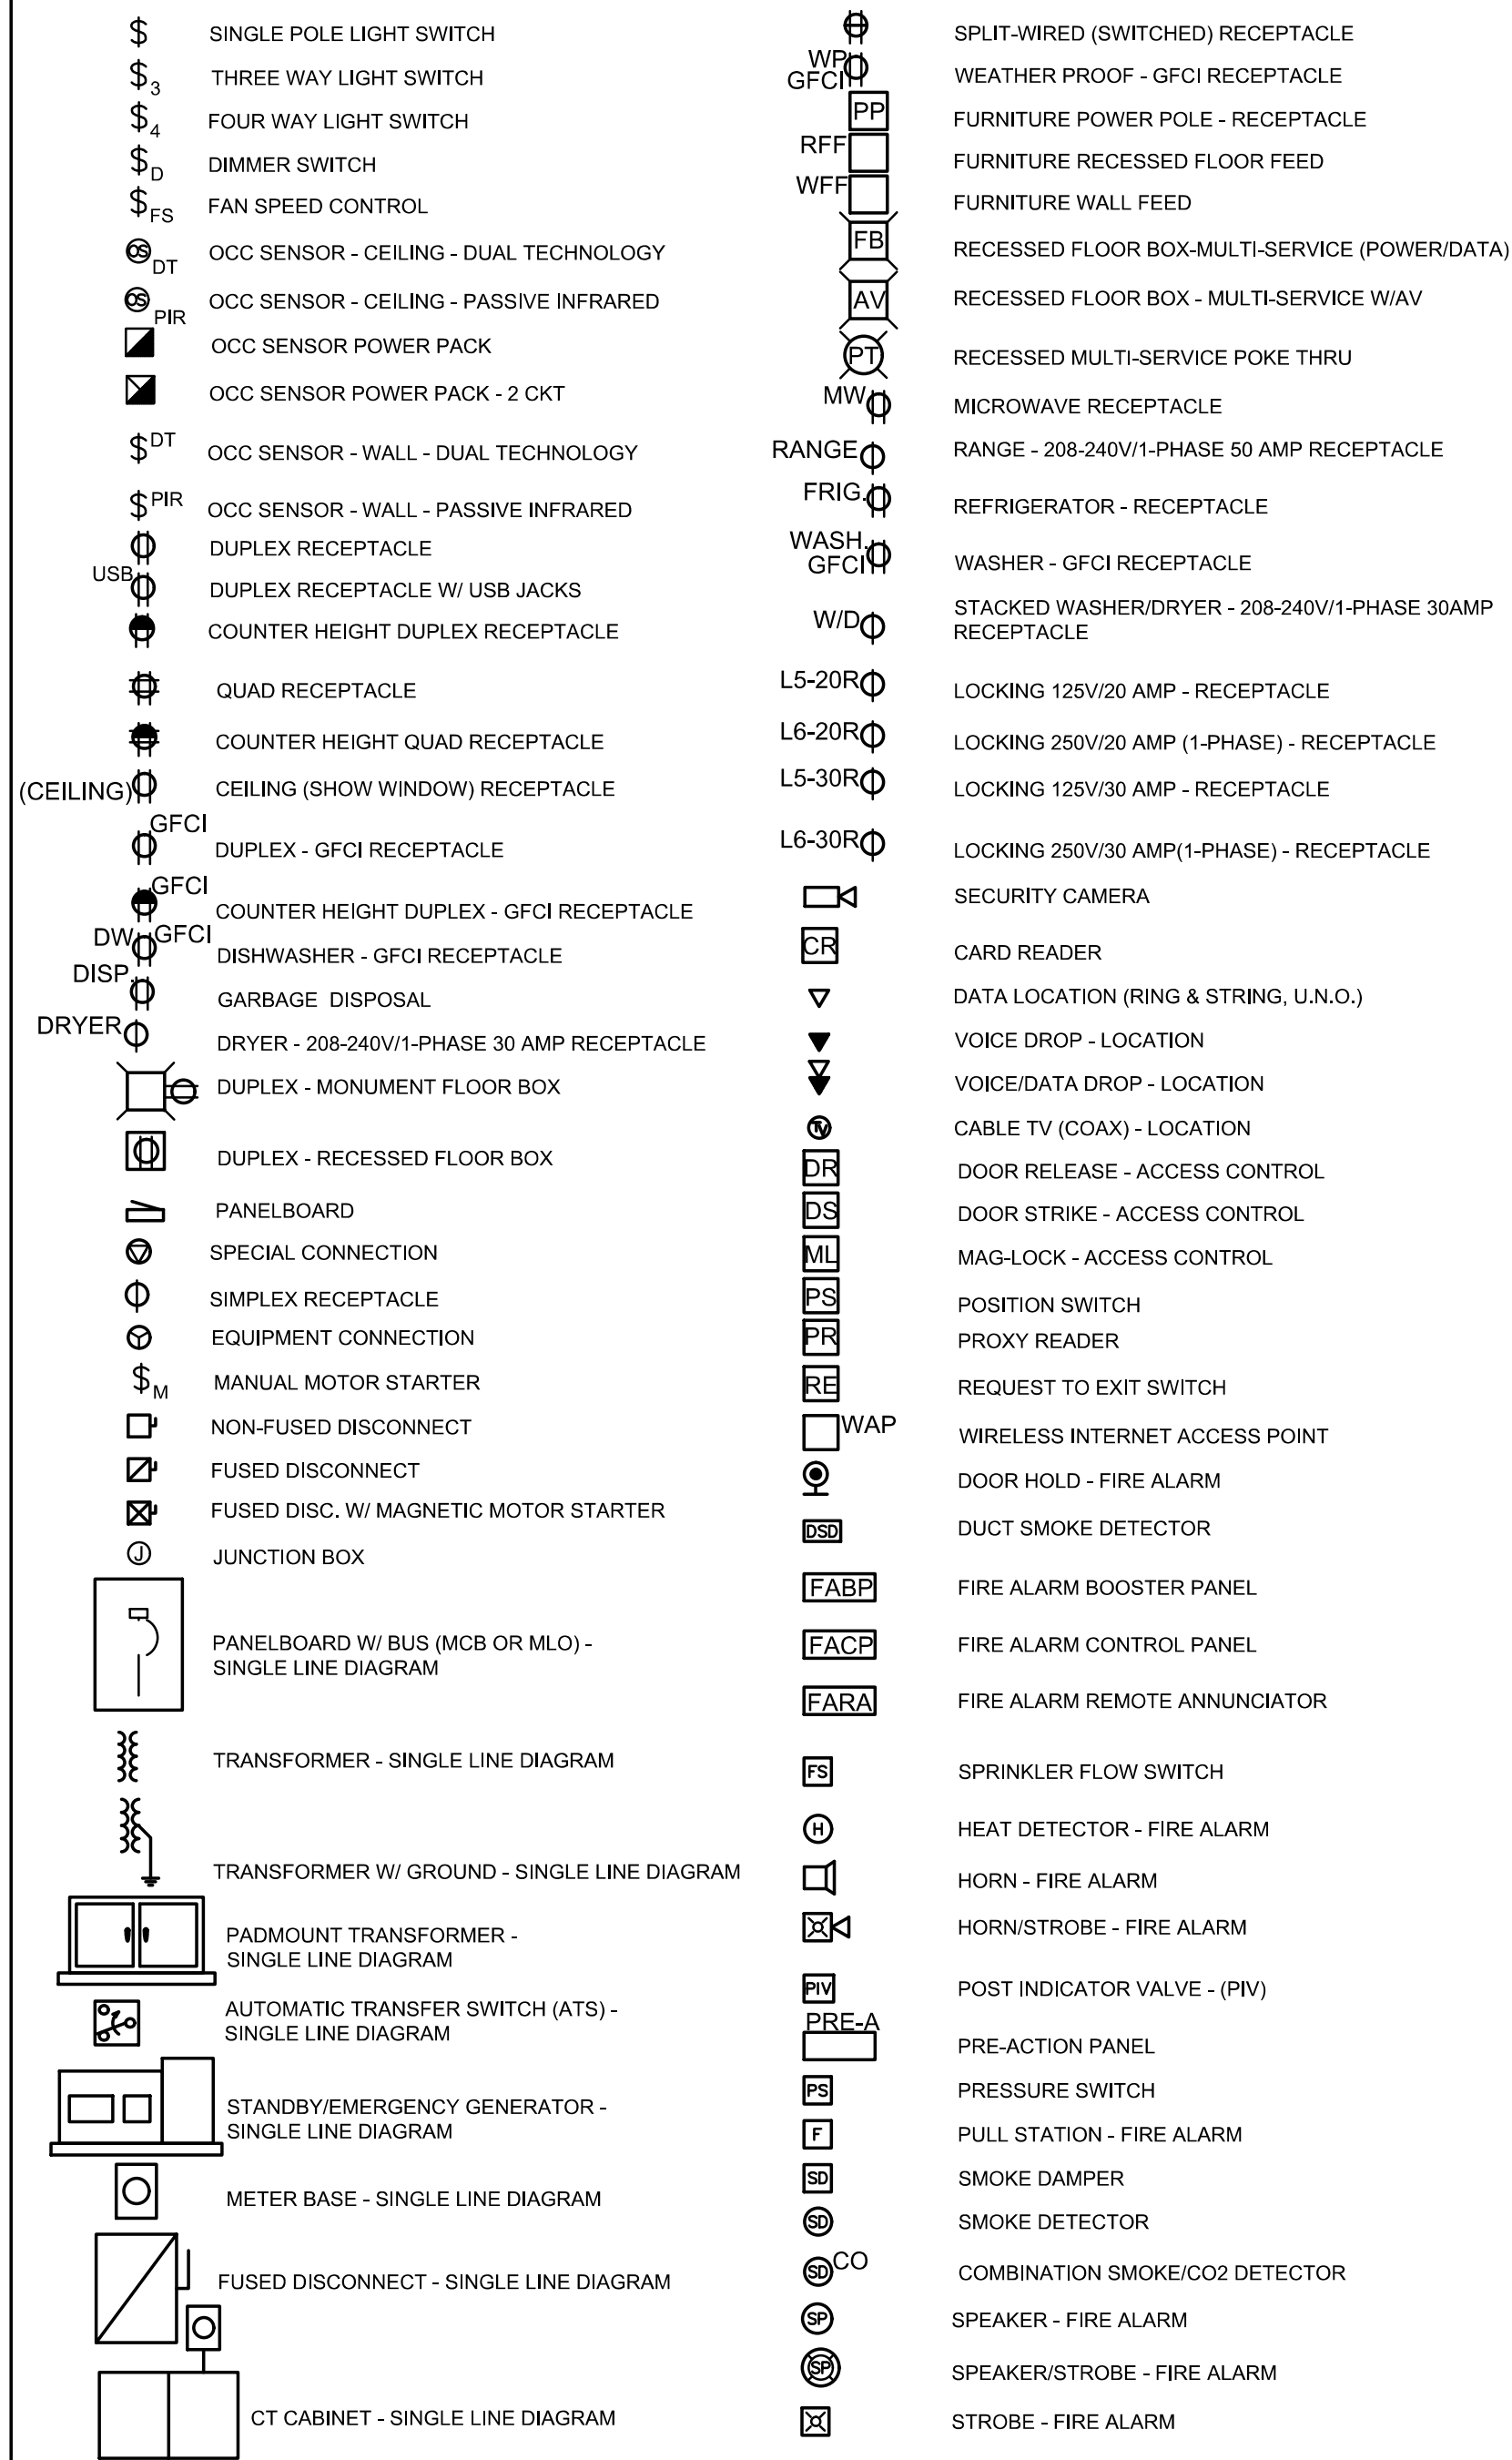 $ SINGLE POLE LIGHT SWITCH
$3 THREE WAY LIGHT SWITCH
$4 FOUR WAY LIGHT SWITCH
$D DIMMER SWITCH
$FS FAN SPEED CONTROL
OS DT OCC SENSOR - CEILING - DUAL TECHNOLOGY
OS PIR OCC SENSOR - CEILING - PASSIVE INFRARED
OCC SENSOR POWER PACK
OCC SENSOR POWER PACK - 2 CKT
$DT OCC SENSOR - WALL - DUAL TECHNOLOGY
$PIR OCC SENSOR - WALL - PASSIVE INFRARED
DUPLEX RECEPTACLE
USB DUPLEX RECEPTACLE W/ USB JACKS
COUNTER HEIGHT DUPLEX RECEPTACLE
QUAD RECEPTACLE
COUNTER HEIGHT QUAD RECEPTACLE
(CEILING) CEILING (SHOW WINDOW) RECEPTACLE
GFCI
DUPLEX - GFCI RECEPTACLE
GFCI
COUNTER HEIGHT DUPLEX - GFCI RECEPTACLE
DW GFCI
DISHWASHER - GFCI RECEPTACLE
DISP.
GARBAGE DISPOSAL
DRYER
DRYER - 208-240V/1-PHASE 30 AMP RECEPTACLE
DUPLEX - MONUMENT FLOOR BOX
DUPLEX - RECESSED FLOOR BOX
PANELBOARD
SPECIAL CONNECTION
SIMPLEX RECEPTACLE
EQUIPMENT CONNECTION
$M MANUAL MOTOR STARTER
NON-FUSED DISCONNECT
FUSED DISCONNECT
FUSED DISC. W/ MAGNETIC MOTOR STARTER
J JUNCTION BOX
PANELBOARD W/ BUS (MCB OR MLO) -
SINGLE LINE DIAGRAM
TRANSFORMER - SINGLE LINE DIAGRAM
TRANSFORMER W/ GROUND - SINGLE LINE DIAGRAM
PADMOUNT TRANSFORMER -
SINGLE LINE DIAGRAM
AUTOMATIC TRANSFER SWITCH (ATS) -
SINGLE LINE DIAGRAM
STANDBY/EMERGENCY GENERATOR -
SINGLE LINE DIAGRAM
METER BASE - SINGLE LINE DIAGRAM
FUSED DISCONNECT - SINGLE LINE DIAGRAM
CT CABINET - SINGLE LINE DIAGRAM
SPLIT-WIRED (SWITCHED) RECEPTACLE
WP
GFCI
WEATHER PROOF - GFCI RECEPTACLE
PP FURNITURE POWER POLE - RECEPTACLE
RFF FURNITURE RECESSED FLOOR FEED
WFF FURNITURE WALL FEED
FB RECESSED FLOOR BOX-MULTI-SERVICE (POWER/DATA)
AV RECESSED FLOOR BOX - MULTI-SERVICE W/AV
PT RECESSED MULTI-SERVICE POKE THRU
MW MICROWAVE RECEPTACLE
RANGE RANGE - 208-240V/1-PHASE 50 AMP RECEPTACLE
FRIG. REFRIGERATOR - RECEPTACLE
WASH.
GFCI WASHER - GFCI RECEPTACLE
STACKED WASHER/DRYER - 208-240V/1-PHASE 30AMP
W/D RECEPTACLE
L5-20R LOCKING 125V/20 AMP - RECEPTACLE
L6-20R LOCKING 250V/20 AMP (1-PHASE) - RECEPTACLE
L5-30R LOCKING 125V/30 AMP - RECEPTACLE
L6-30R LOCKING 250V/30 AMP(1-PHASE) - RECEPTACLE
SECURITY CAMERA
CR CARD READER
DATA LOCATION (RING & STRING, U.N.O.)
VOICE DROP - LOCATION
VOICE/DATA DROP - LOCATION
TV CABLE TV (COAX) - LOCATION
DR DOOR RELEASE - ACCESS CONTROL
DS DOOR STRIKE - ACCESS CONTROL
ML MAG-LOCK - ACCESS CONTROL
PS POSITION SWITCH
PR PROXY READER
RE REQUEST TO EXIT SWITCH
WAP WIRELESS INTERNET ACCESS POINT
DOOR HOLD - FIRE ALARM
DSD DUCT SMOKE DETECTOR
FABP FIRE ALARM BOOSTER PANEL
FACP FIRE ALARM CONTROL PANEL
FARA FIRE ALARM REMOTE ANNUNCIATOR
FS SPRINKLER FLOW SWITCH
H HEAT DETECTOR - FIRE ALARM
HORN - FIRE ALARM
HORN/STROBE - FIRE ALARM
PIV POST INDICATOR VALVE - (PIV)
PRE-A
PRE-ACTION PANEL
PS PRESSURE SWITCH
F PULL STATION - FIRE ALARM
SD SMOKE DAMPER
SD SMOKE DETECTOR
SD CO COMBINATION SMOKE/CO2 DETECTOR
SP SPEAKER - FIRE ALARM
SP SPEAKER/STROBE - FIRE ALARM
STROBE - FIRE ALARM